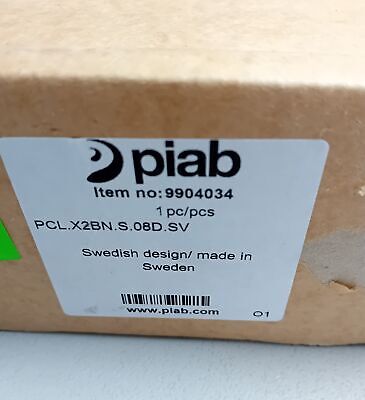 piab
Item no:9904034
1 pc/pcs
PCL.X2BN.S.08D.SV
Swedish design/ made in
Sweden
www.piab.com
01